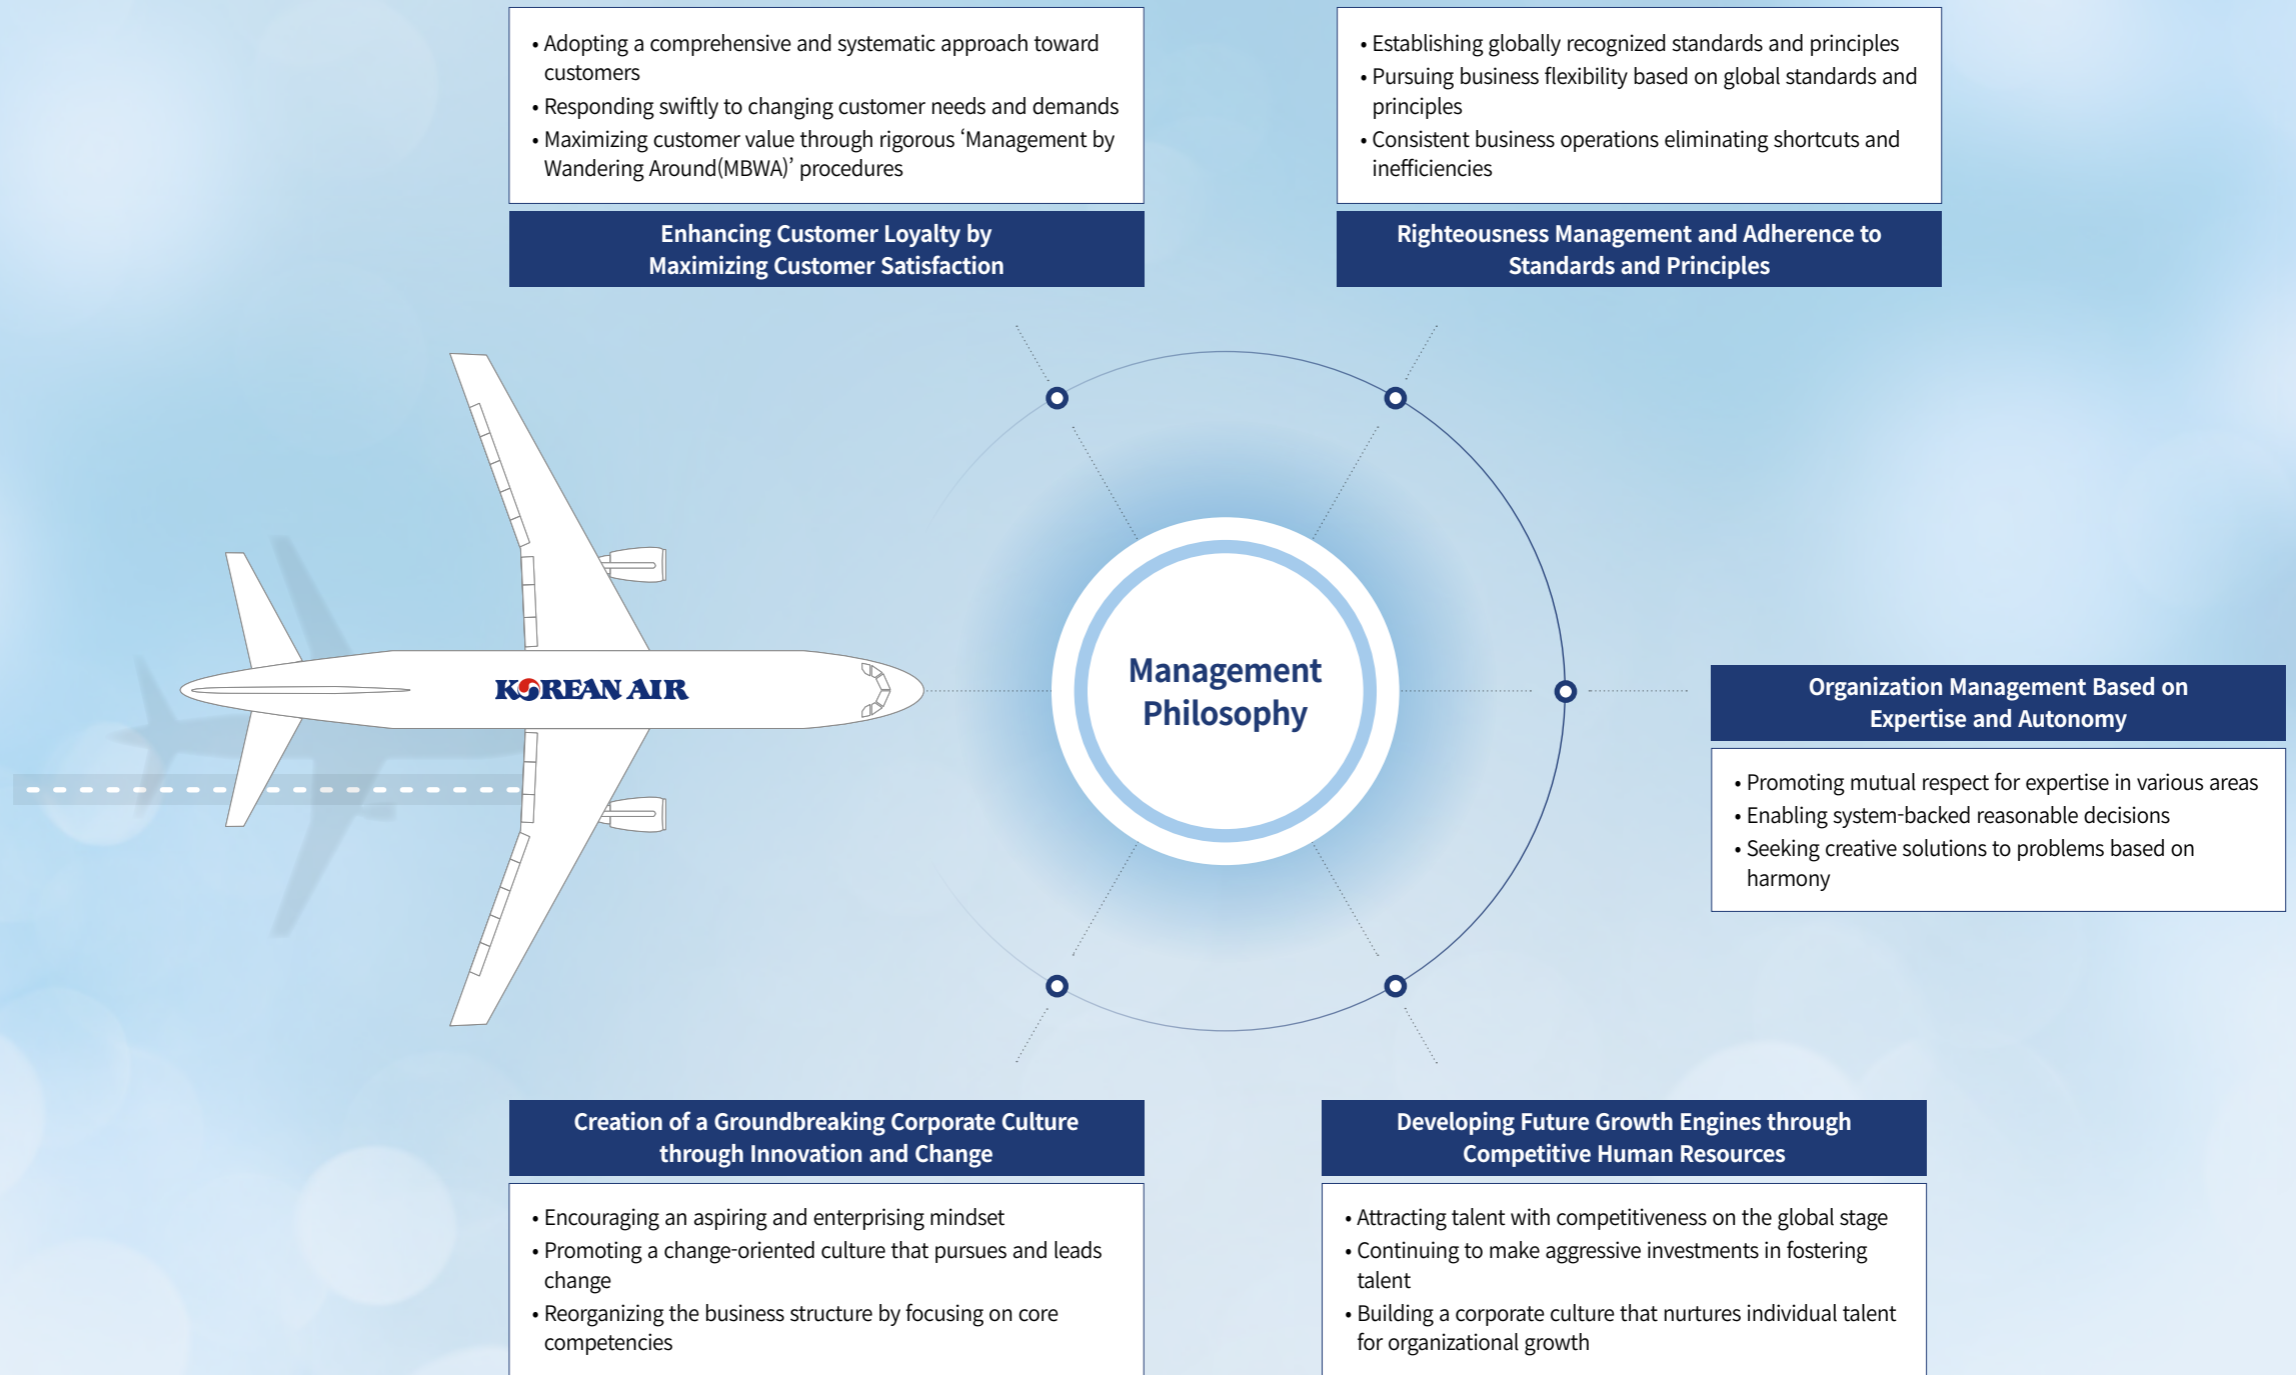 • Adopting a comprehensive and systematic approach toward
customers
• Responding swiftly to changing customer needs and demands
• Maximizing customer value through rigorous ‘Management by
Wandering Around(MBWA)’ procedures
Enhancing Customer Loyalty by
Maximizing Customer Satisfaction
• Establishing globally recognized standards and principles
• Pursuing business flexibility based on global standards and
principles
• Consistent business operations eliminating shortcuts and
inefficiencies
Righteousness Management and Adherence to
Standards and Principles
KOREAN AIR
Management
Philosophy
Organization Management Based on
Expertise and Autonomy
• Promoting mutual respect for expertise in various areas
• Enabling system-backed reasonable decisions
• Seeking creative solutions to problems based on
harmony
Creation of a Groundbreaking Corporate Culture
through Innovation and Change
• Encouraging an aspiring and enterprising mindset
• Promoting a change-oriented culture that pursues and leads
change
• Reorganizing the business structure by focusing on core
competencies
Developing Future Growth Engines through
Competitive Human Resources
• Attracting talent with competitiveness on the global stage
• Continuing to make aggressive investments in fostering
talent
• Building a corporate culture that nurtures individual talent
for organizational growth